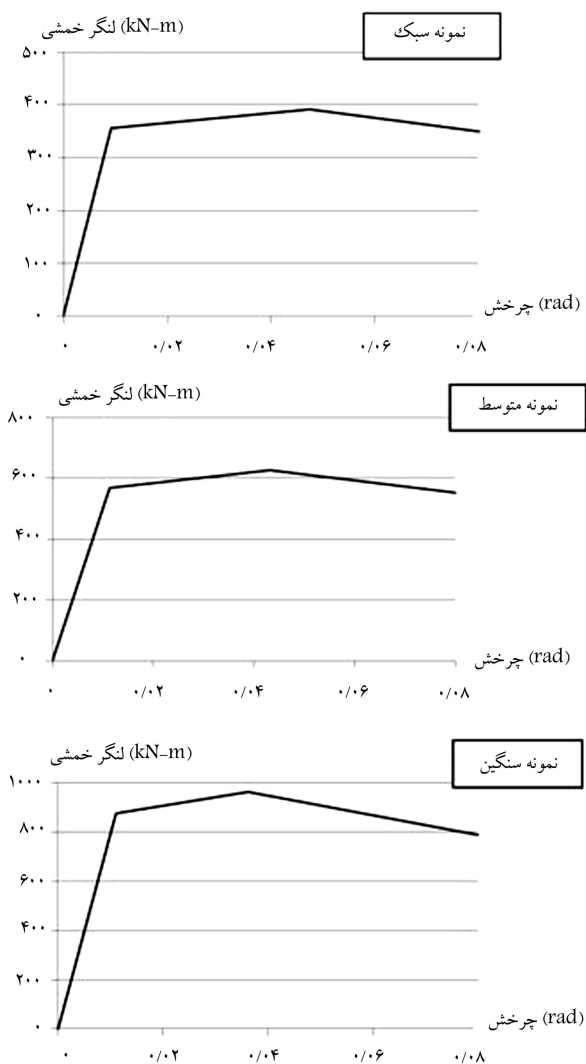 نمونه سبک
لنگر خمشی (kN-m)
۵۰۰
۴۰۰
۳۰۰
۲۰۰
۱۰۰
۰
چرخش (rad)
۰ ۰/۰۲ ۰/۰۴ ۰/۰۶ ۰/۰۸
نمونه متوسط
لنگر خمشی (kN-m)
۸۰۰
۶۰۰
۴۰۰
۲۰۰
۰
چرخش (rad)
۰ ۰/۰۲ ۰/۰۴ ۰/۰۶ ۰/۰۸
نمونه سنگین
لنگر خمشی (kN-m)
۱۰۰۰
۸۰۰
۶۰۰
۴۰۰
۲۰۰
۰
چرخش (rad)
۰ ۰/۰۲ ۰/۰۴ ۰/۰۶ ۰/۰۸